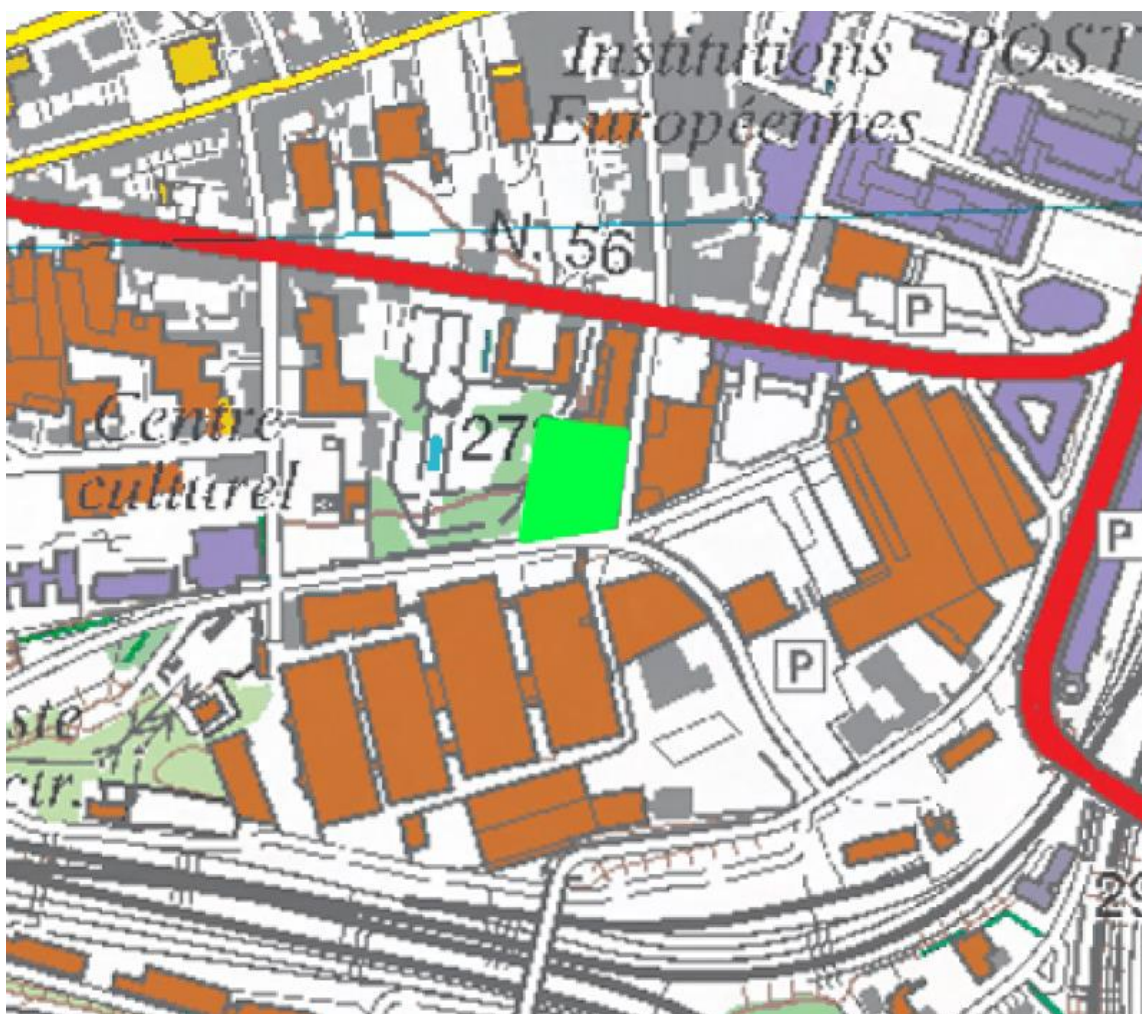 Institutions
Européennes
POST
N. 56
P
27
Centre
culturel
P
P
ste
ctr.
29